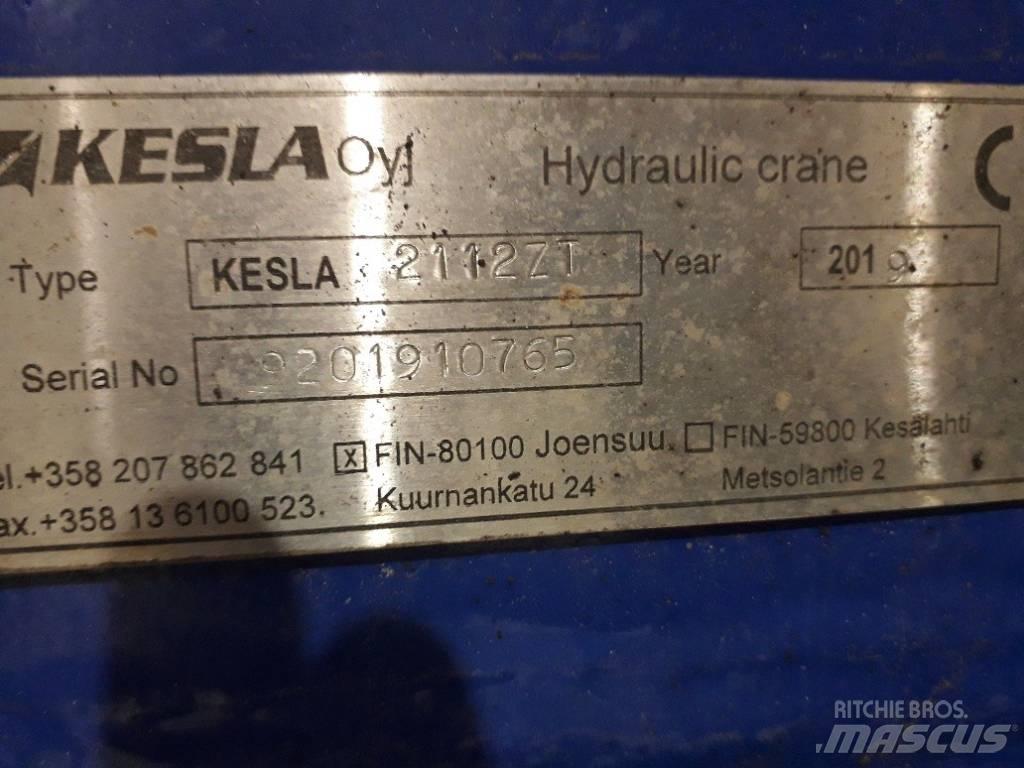 KESLA Oyj Hydraulic crane C
Type KESLA 2112ZT Year 2019
Serial No 9201910765
el.+358 207 862 841 x FIN-80100 Joensuu. FIN-59800 Kesälahti
ax.+358 13 6100 523. Kuurnankatu 24 Metsolantie 2
RITCHIE BROS.
MASCUS